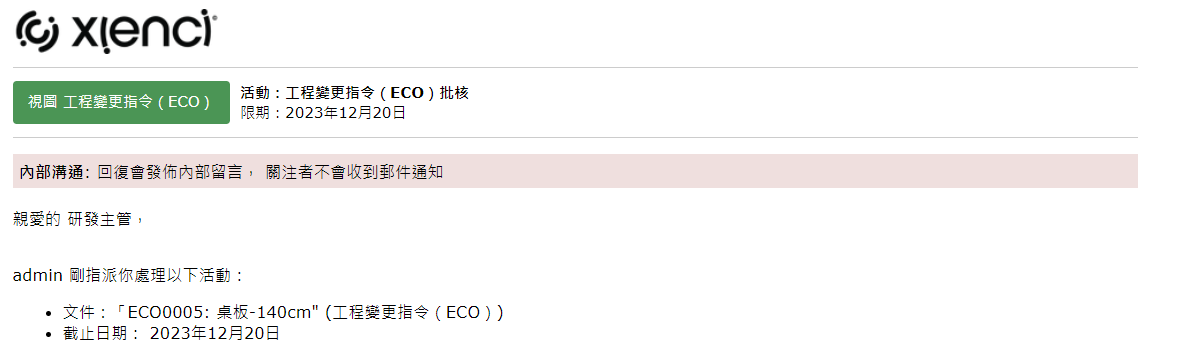 xienci
視圖 工程變更指令（ECO）
活動：工程變更指令（ECO）批核
限期：2023年12月20日
內部溝通: 回復會發佈內部留言， 關注者不會收到郵件通知
親愛的 研發主管，
admin 剛指派你處理以下活動：
• 文件：「ECO0005: 桌板-140cm" (工程變更指令（ECO）)
• 截止日期： 2023年12月20日